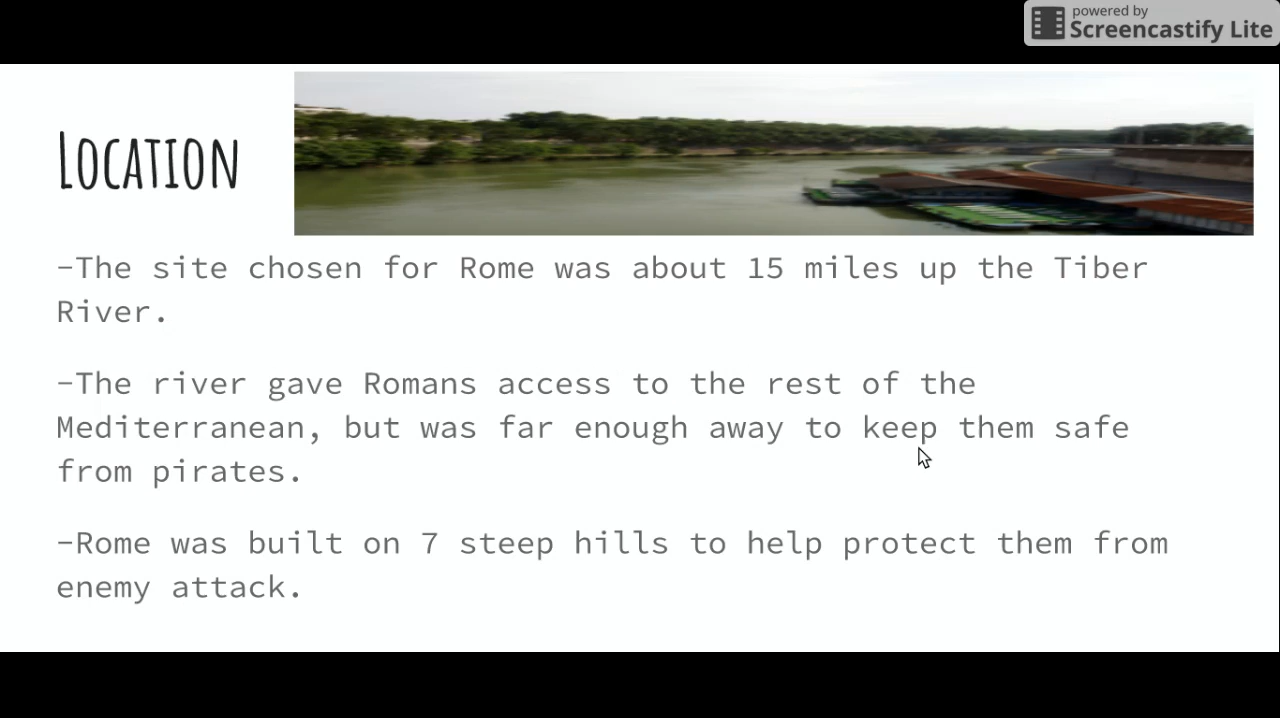 powered by
Screencastify Lite
LOCATION
-The site chosen for Rome was about 15 miles up the Tiber
River.
-The river gave Romans access to the rest of the
Mediterranean, but was far enough away to keep them safe
from pirates.
-Rome was built on 7 steep hills to help protect them from
enemy attack.